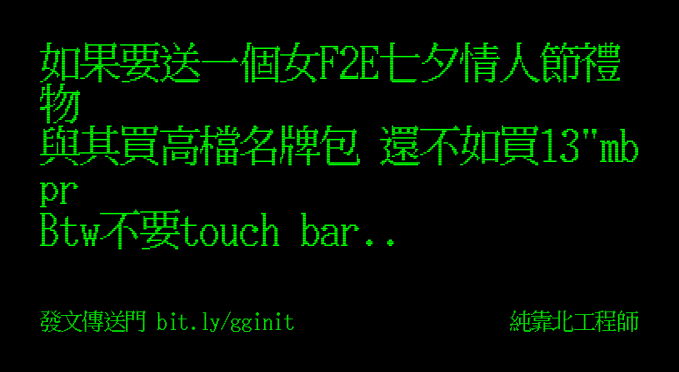 如果要送一個女F2E七夕情人節禮
物
與其買高檔名牌包 還不如買13"mb
pr
Btw不要touch bar..
發文傳送門 bit.ly/gginit
純靠北工程師